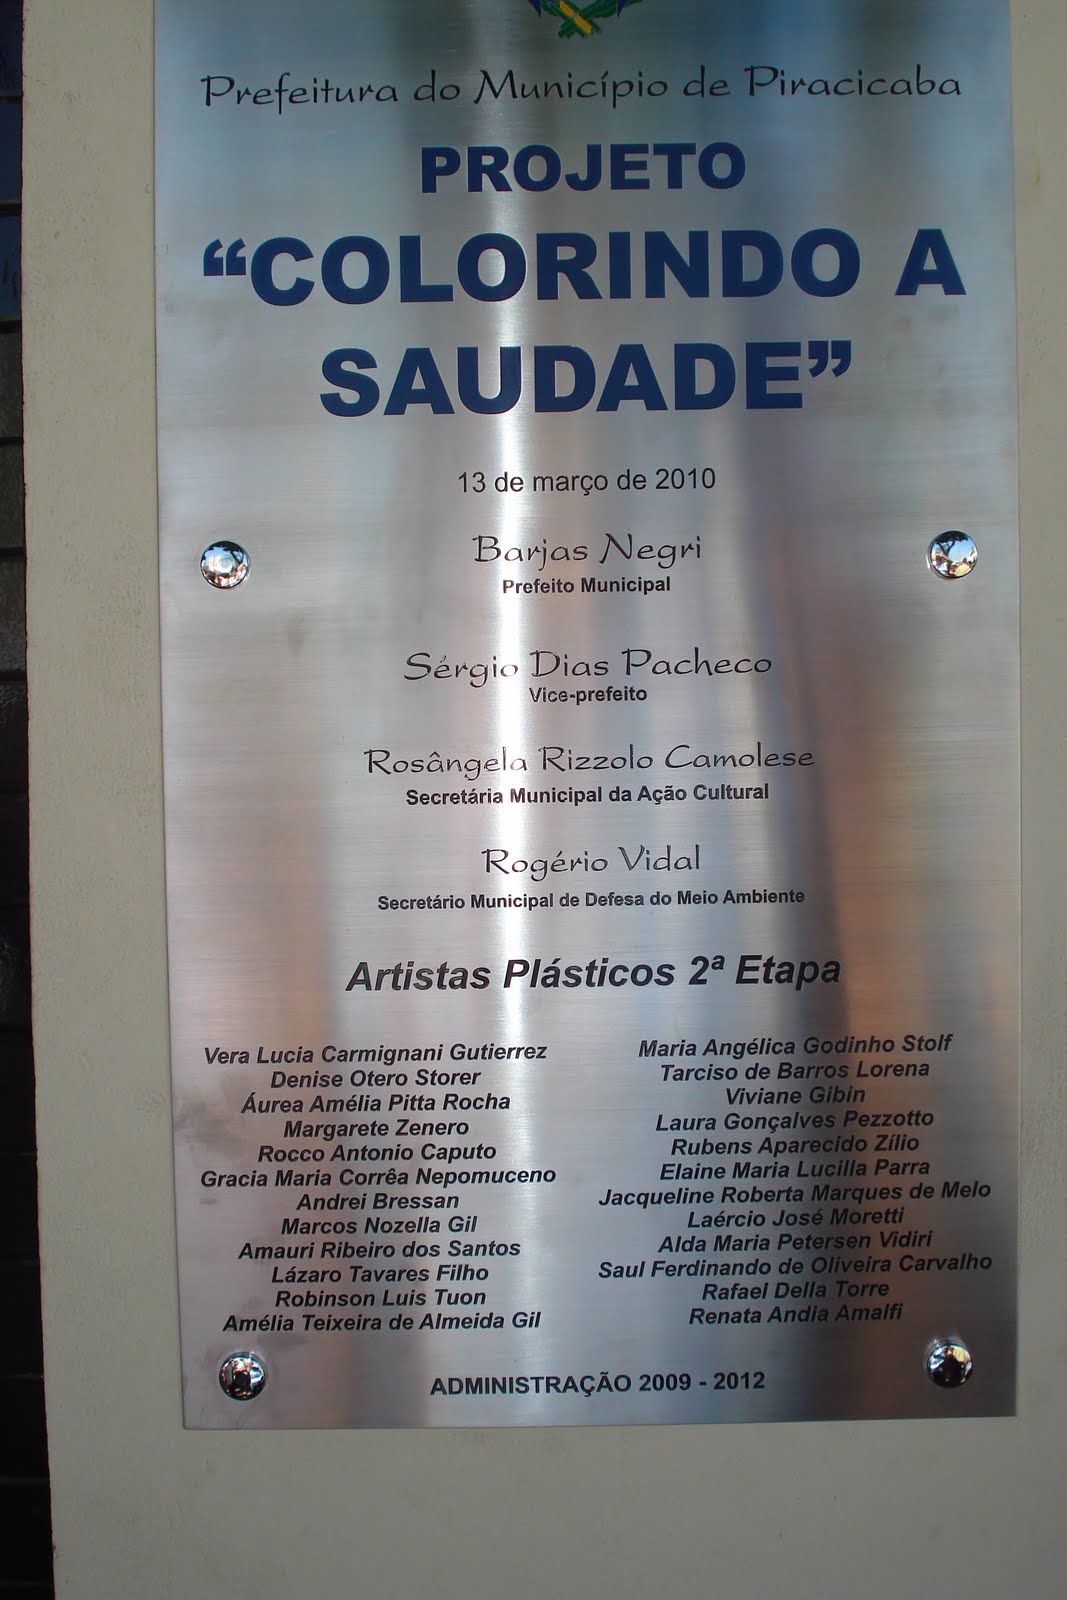 Prefeitura do Município de Piracicaba
PROJETO
“COLORINDO A
SAUDADE”
13 de março de 2010
Barjas Negri
Prefeito Municipal
Sérgio Dias Pacheco
Vice-prefeito
Rosângela Rizzolo Camolese
Secretária Municipal da Ação Cultural
Rogério Vidal
Secretário Municipal de Defesa do Meio Ambiente
Artistas Plásticos 2ª Etapa
Vera Lucia Carmignani Gutierrez
Denise Otero Storer
Áurea Amélia Pitta Rocha
Margarete Zenero
Rocco Antonio Caputo
Gracia Maria Corrêa Nepomuceno
Andrei Bressan
Marcos Nozella Gil
Amauri Ribeiro dos Santos
Lázaro Tavares Filho
Robinson Luis Tuon
Amélia Teixeira de Almeida Gil
Maria Angélica Godinho Stolf
Tarciso de Barros Lorena
Viviane Gibin
Laura Gonçalves Pezzotto
Rubens Aparecido Zílio
Elaine Maria Lucilla Parra
Jacqueline Roberta Marques de Melo
Laércio José Moretti
Alda Maria Petersen Vidiri
Saul Ferdinando de Oliveira Carvalho
Rafael Della Torre
Renata Andia Amalfi
ADMINISTRAÇÃO 2009 - 2012